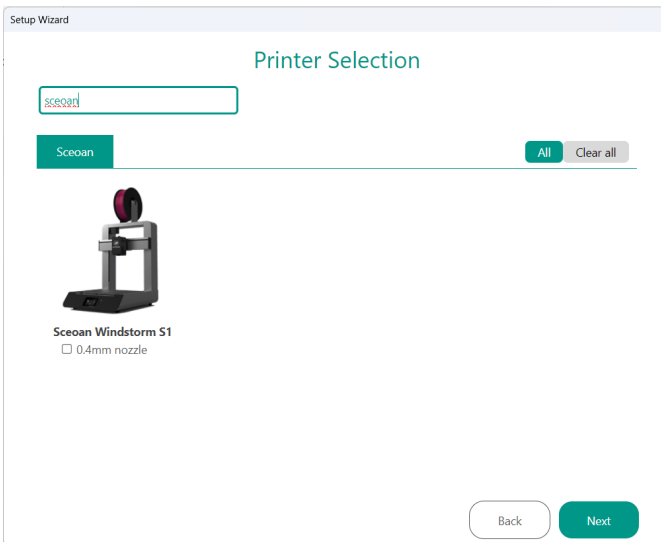 Setup Wizard
Printer Selection
sceoan
Sceoan
All
Clear all
Sceoan Windstorm S1
0.4mm nozzle
Back
Next